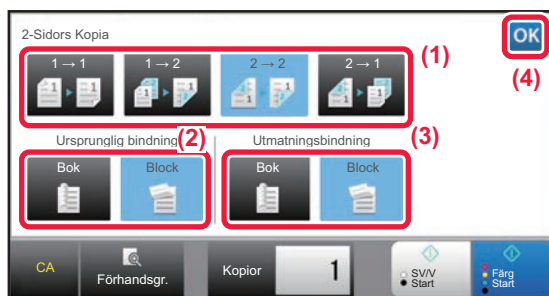 2-Sidors Kopia
OK
(1)
(4)
1 → 1
1 → 2
2 → 2
2 → 1
Ursprunglig bindning
(2)
Utmatningsbindning
(3)
Bok
Block
Bok
Block
CA
Förhandsgr.
Kopior
1
SV/V
Start
Färg
Start